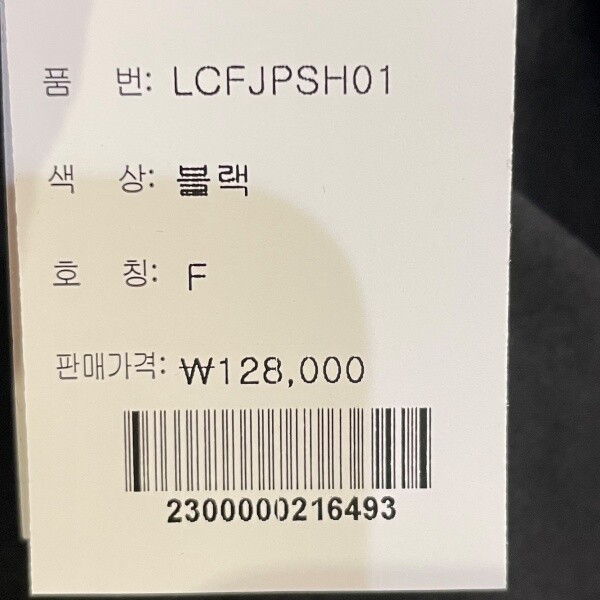 품 번: LCFJPSH01
색 상: 블랙
호 칭: F
판매가격: ₩128,000
2300000216493